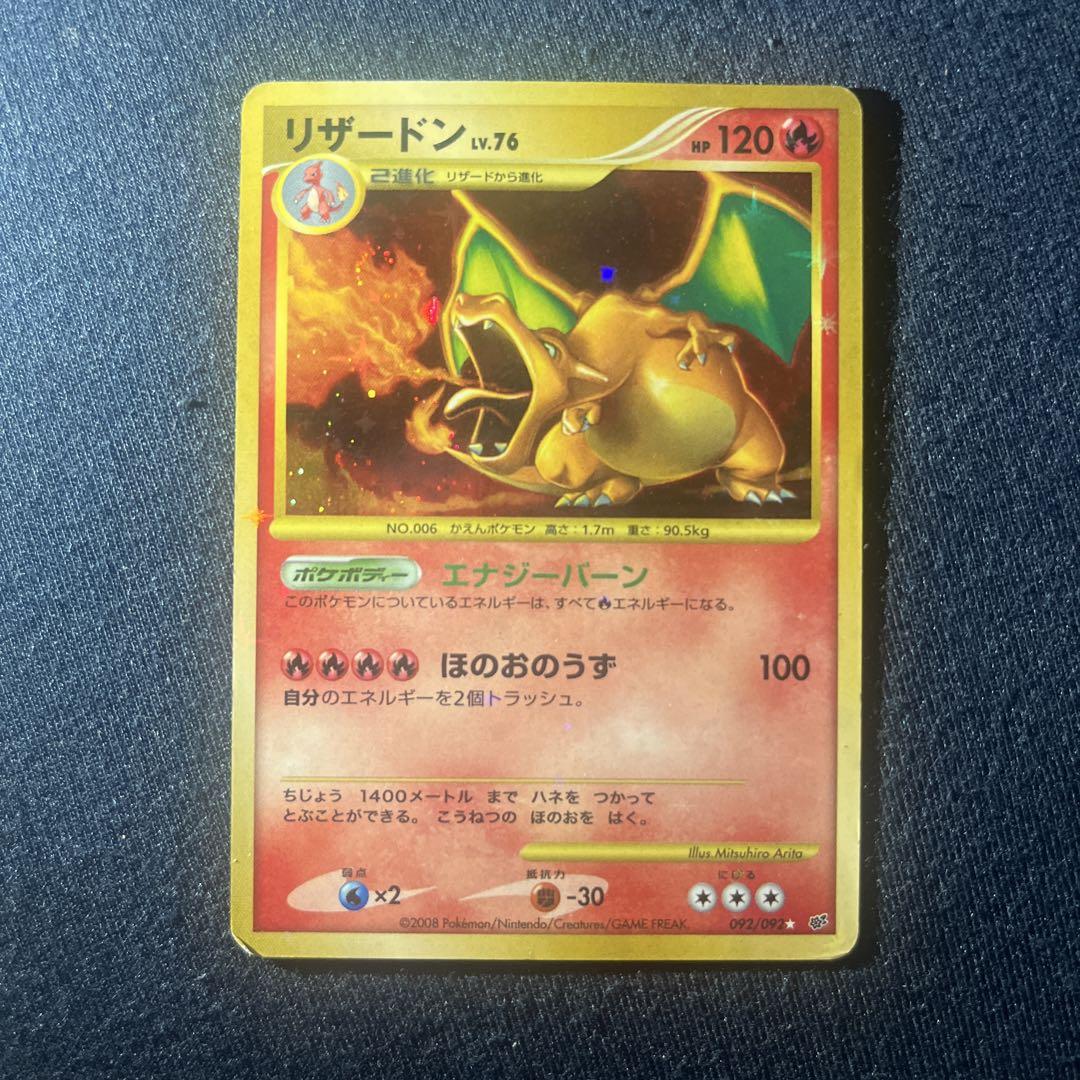 リザードン LV.76 HP 120
2進化 リザードから進化
NO.006 かえんポケモン 高さ:1.7m 重さ:90.5kg
ポケボディー エナジーバーン
このポケモンについているエネルギーは、すべてエネルギーになる。
ほのおのうず 100
自分のエネルギーを2個トラッシュ。
ちじょう 1400メートル まで ハネを つかって
とぶことができる。 こうねつの ほのおを はく。
Illus.Mitsuhiro Arita
弱点 抵抗力 にげる
×2 -30
©2008 Pokémon/Nintendo/Creatures/GAME FREAK. 092/092★